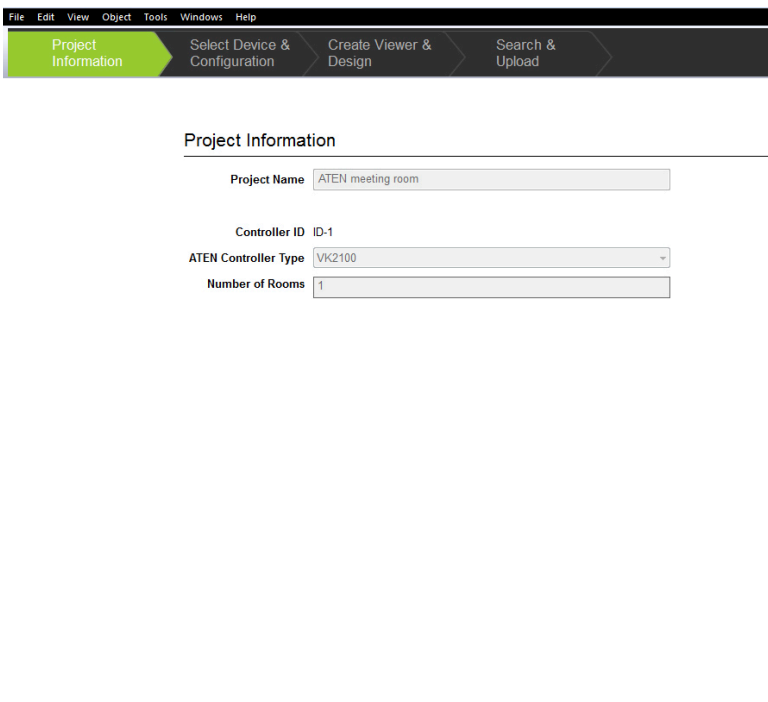 File Edit View Object Tools Windows Help
Project
Information
Select Device &
Configuration
Create Viewer &
Design
Search &
Upload
Project Information
Project Name ATEN meeting room
Controller ID ID-1
ATEN Controller Type VK2100
Number of Rooms 1